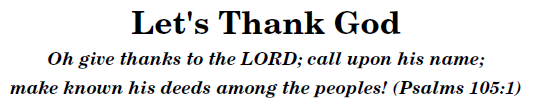 Let's Thank God
Oh give thanks to the LORD; call upon his name;
make known his deeds among the peoples! (Psalms 105:1)